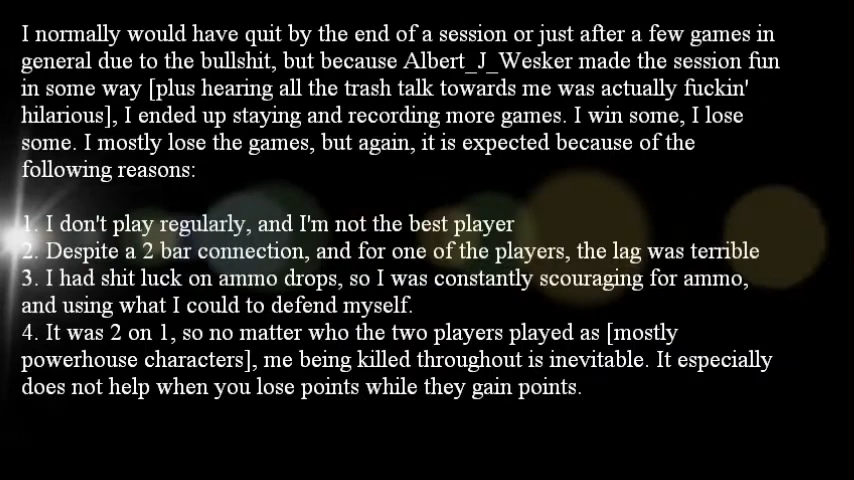 I normally would have quit by the end of a session or just after a few games in
general due to the bullshit, but because Albert_J_Wesker made the session fun
in some way [plus hearing all the trash talk towards me was actually fuckin'
hilarious], I ended up staying and recording more games. I win some, I lose
some. I mostly lose the games, but again, it is expected because of the
following reasons:
1. I don't play regularly, and I'm not the best player
2. Despite a 2 bar connection, and for one of the players, the lag was terrible
3. I had shit luck on ammo drops, so I was constantly scouraging for ammo,
and using what I could to defend myself.
4. It was 2 on 1, so no matter who the two players played as [mostly
powerhouse characters], me being killed throughout is inevitable. It especially
does not help when you lose points while they gain points.